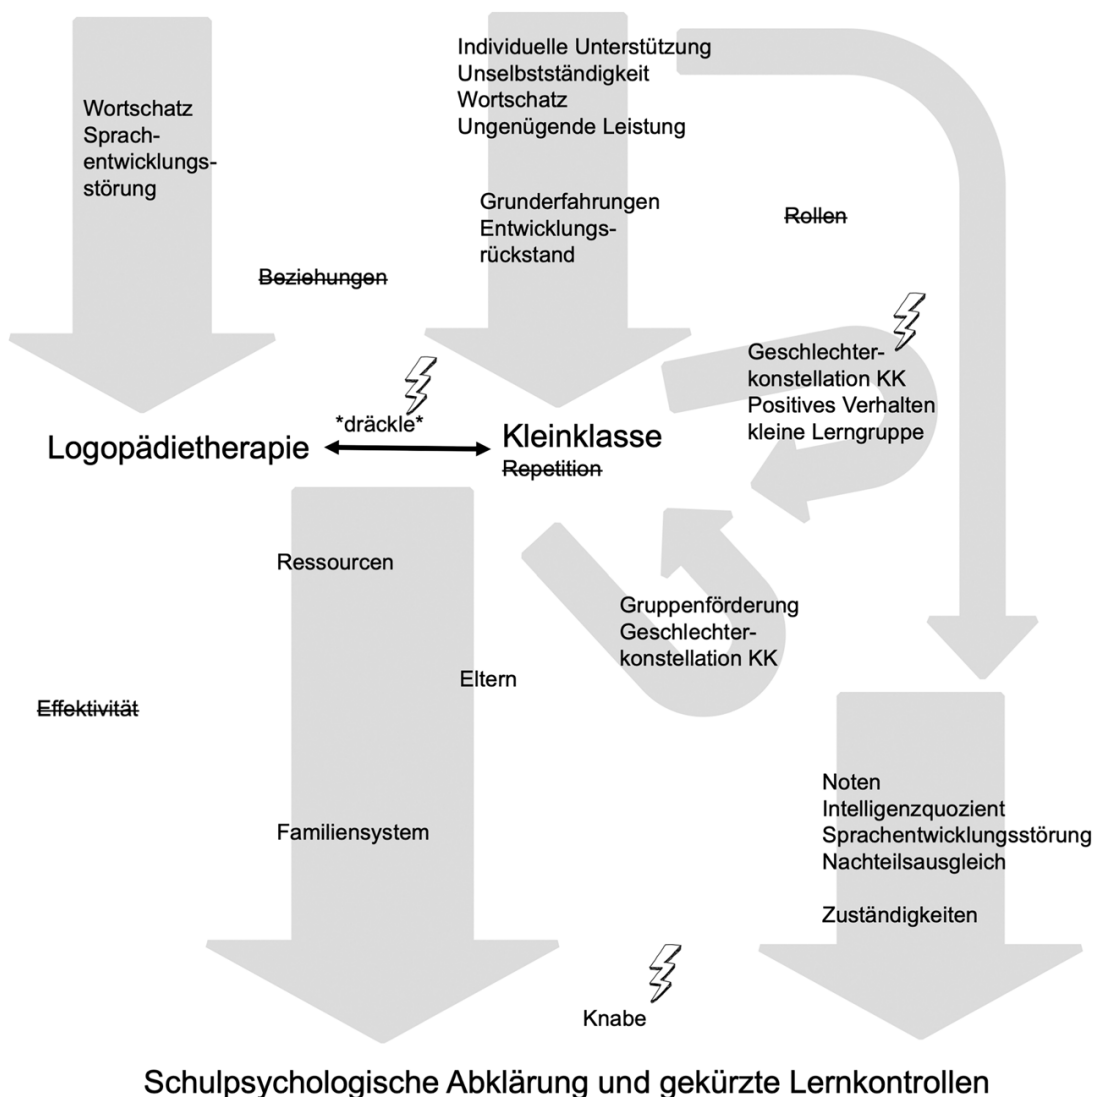 Individuelle Unterstützung
Unselbstständigkeit
Wortschatz
Ungenügende Leistung
Wortschatz
Sprach-
entwicklungs-
störung
Grunderfahrungen
Entwicklungs-
rückstand
Rollen
Beziehungen
Geschlechter-
konstellation KK
Positives Verhalten
kleine Lerngruppe
*dräckle*
Logopädietherapie
Kleinklasse
Repetition
Ressourcen
Gruppenförderung
Geschlechter-
konstellation KK
Eltern
Effektivität
Familiensystem
Noten
Intelligenzquozient
Sprachentwicklungsstörung
Nachteilsausgleich
Zuständigkeiten
Knabe
Schulpsychologische Abklärung und gekürzte Lernkontrollen